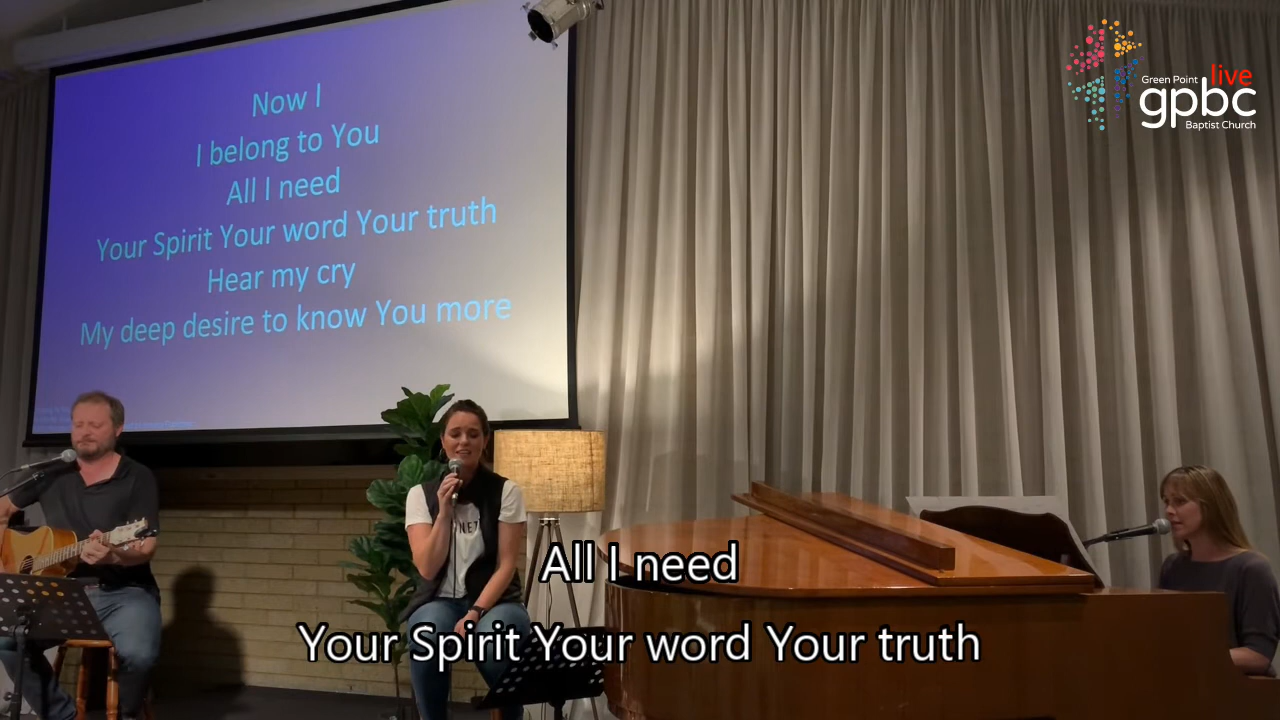 Now I
I belong to You
All I need
Your Spirit Your word Your truth
Hear my cry
My deep desire to know You more
live
Green Point
gpbc
Baptist Church
All I need
Your Spirit Your word Your truth